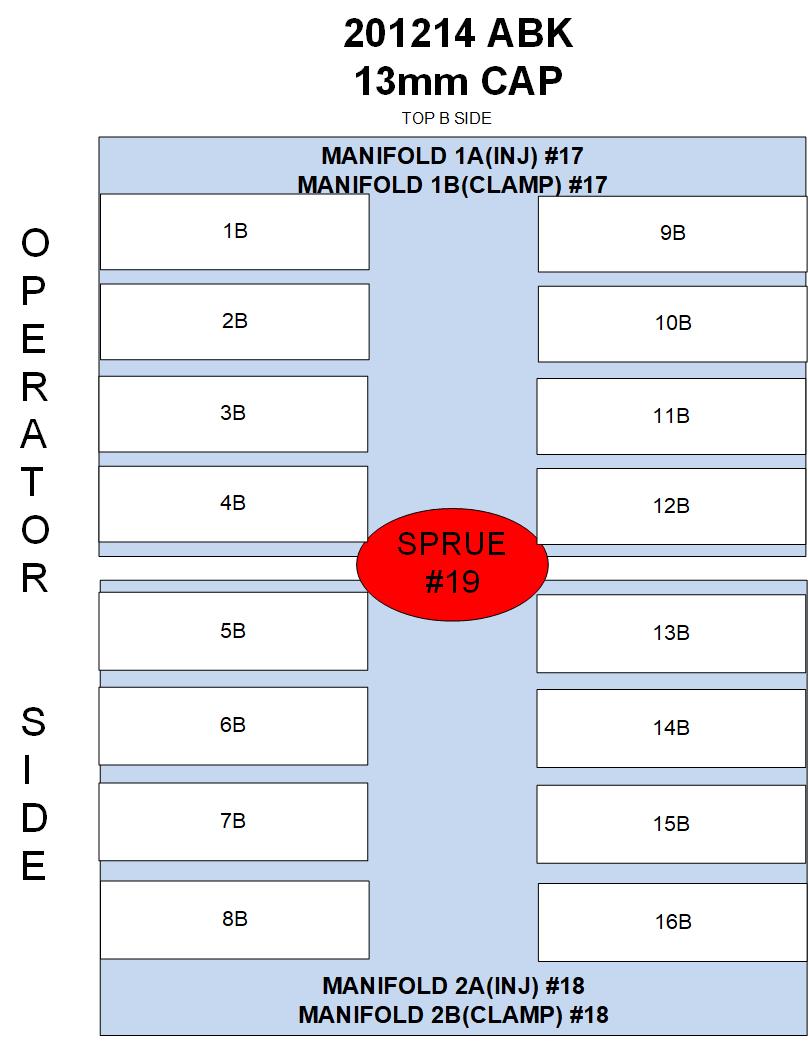 201214 ABK
13mm CAP
TOP B SIDE
MANIFOLD 1A(INJ) #17
MANIFOLD 1B(CLAMP) #17
OPERATOR SIDE
1B
9B
2B
10B
3B
11B
4B
12B
SPRUE
#19
5B
13B
6B
14B
7B
15B
8B
16B
MANIFOLD 2A(INJ) #18
MANIFOLD 2B(CLAMP) #18